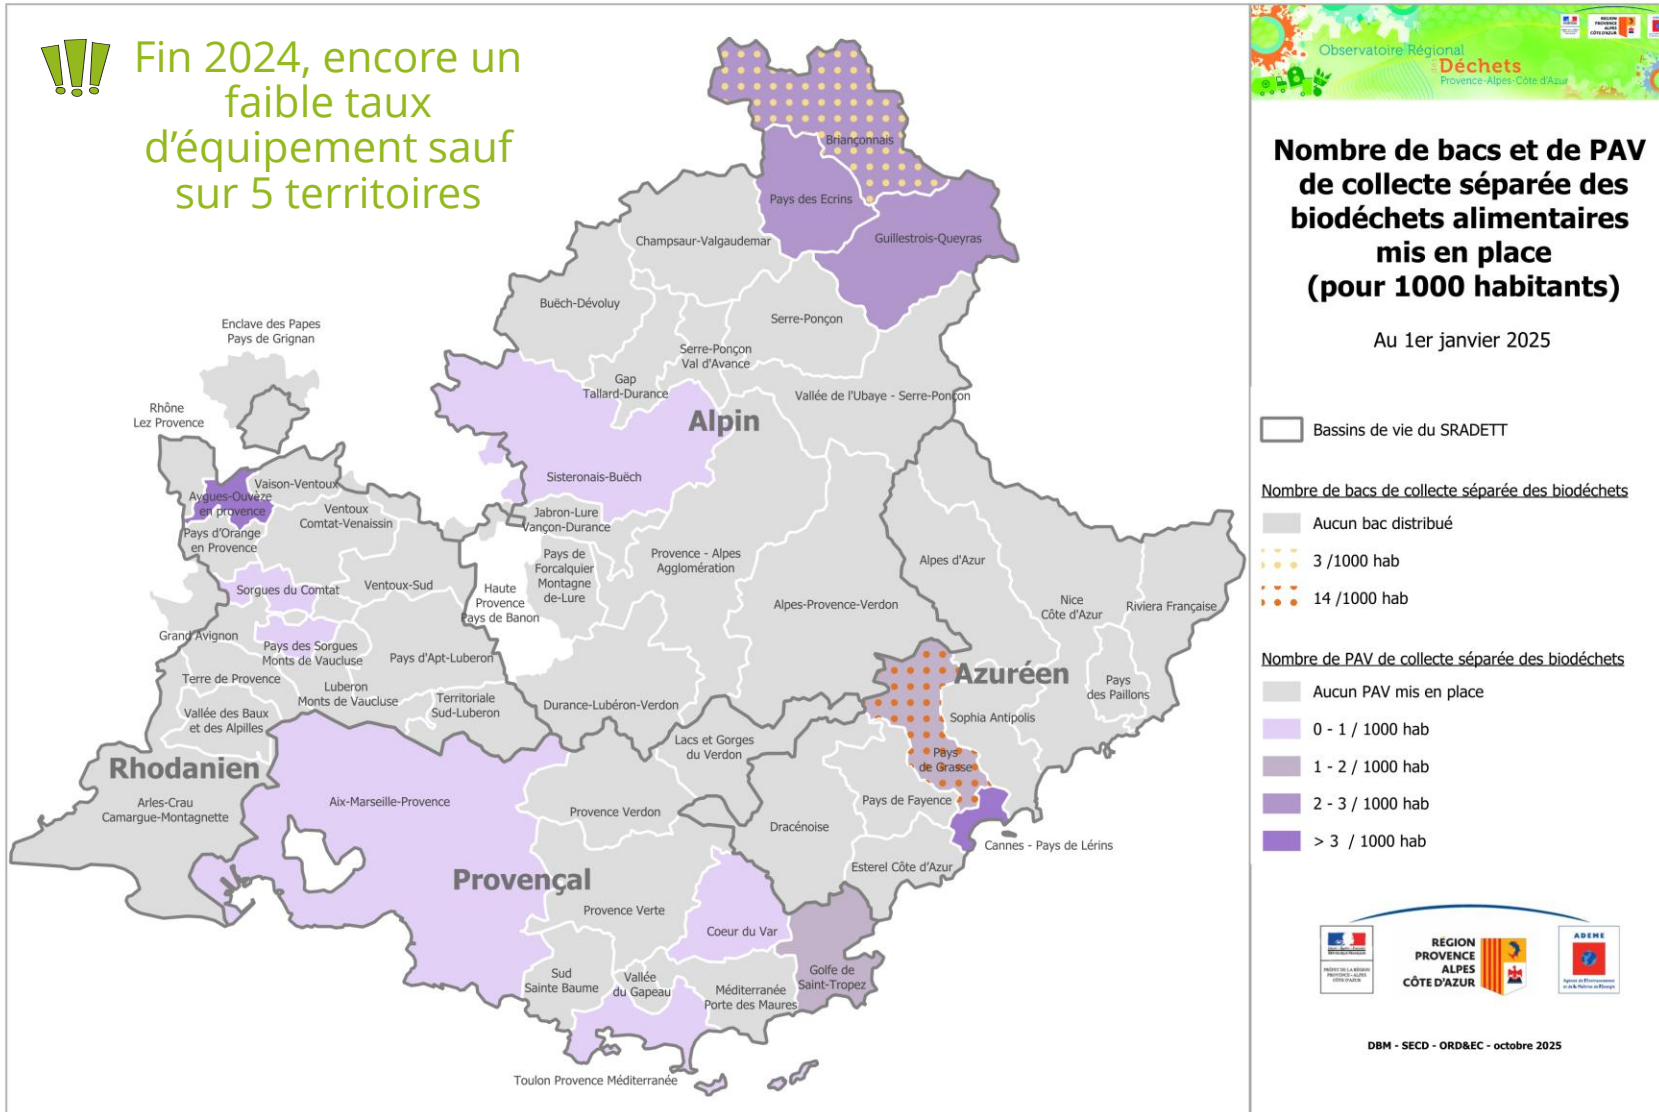 Fin 2024, encore un
faible taux
d’équipement sauf
sur 5 territoires
Briançonnais
Pays des Ecrins
Guillestrois-Queyras
Champsaur-Valgaudemar
Buëch-Dévoluy
Serre-Ponçon
Serre-Ponçon
Val d'Avance
Gap
Tallard-Durance
Vallée de l'Ubaye - Serre-Ponçon
Alpin
Enclave des Papes
Pays de Grignan
Rhône
Lez Provence
Sisteronais-Buëch
Vaison-Ventoux
Aygues-Ouvèze
en provence
Ventoux
Comtat-Venaissin
Pays d'Orange
en Provence
Jabron-Lure
Vançon-Durance
Pays de
Forcalquier
Montagne
de-Lure
Provence - Alpes
Agglomération
Alpes d'Azur
Sorgues du Comtat
Ventoux-Sud
Haute
Provence
Pays de Banon
Alpes-Provence-Verdon
Nice
Côte d'Azur
Riviera Française
Grand Avignon
Pays des Sorgues
Monts de Vaucluse
Pays d'Apt-Luberon
Azuréen
Terre de Provence
Luberon
Monts de Vaucluse
Territoriale
Sud-Luberon
Durance-Lubéron-Verdon
Pays
des Paillons
Vallée des Baux
et des Alpilles
Sophia Antipolis
Lacs et Gorges
du Verdon
Pays
de Grasse
Rhodanien
Arles-Crau
Camargue-Montagnette
Aix-Marseille-Provence
Provence Verdon
Pays de Fayence
Dracénoise
Cannes - Pays de Lérins
Esterel Côte d'Azur
Provençal
Provence Verte
Coeur du Var
Sud
Sainte Baume
Vallée
du Gapeau
Méditerranée
Porte des Maures
Golfe de
Saint-Tropez
Toulon Provence Méditerranée
Observatoire Régional
des Déchets
Provence-Alpes-Côte d'Azur
Nombre de bacs et de PAV
de collecte séparée des
biodéchets alimentaires
mis en place
(pour 1000 habitants)
Au 1er janvier 2025
Bassins de vie du SRADETT
Nombre de bacs de collecte séparée des biodéchets
Aucun bac distribué
3 /1000 hab
14 /1000 hab
Nombre de PAV de collecte séparée des biodéchets
Aucun PAV mis en place
0 - 1 / 1000 hab
1 - 2 / 1000 hab
2 - 3 / 1000 hab
> 3 / 1000 hab
RÉGION
PROVENCE
ALPES
CÔTE D'AZUR
ADEME
DBM - SECD - ORD&EC - octobre 2025